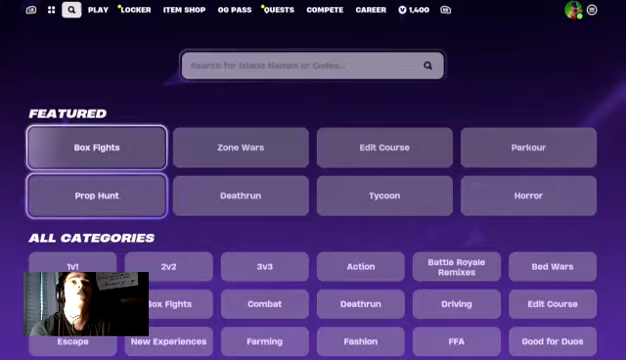 PLAY LOCKER ITEM SHOP OG PASS QUESTS COMPETE CAREER 1,400
Search for Island Names or Codes...
FEATURED
Box Fights Zone Wars Edit Course Parkour
Prop Hunt Deathrun Tycoon Horror
ALL CATEGORIES
1v1 2v2 3v3 Action Battle Royale Remixes Bed Wars
Box Fights Combat Deathrun Driving Edit Course
Escape New Experiences Farming Fashion FFA Good for Duos